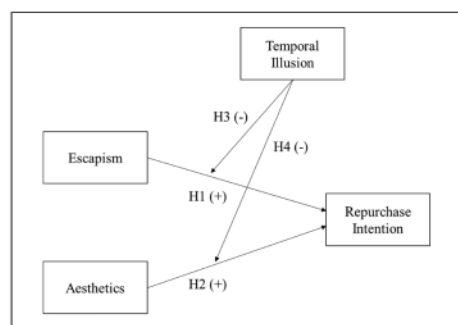 Temporal
Illusion
H3 (-)
H4 (-)
Escapism
H1 (+)
Repurchase
Intention
Aesthetics
H2 (+)